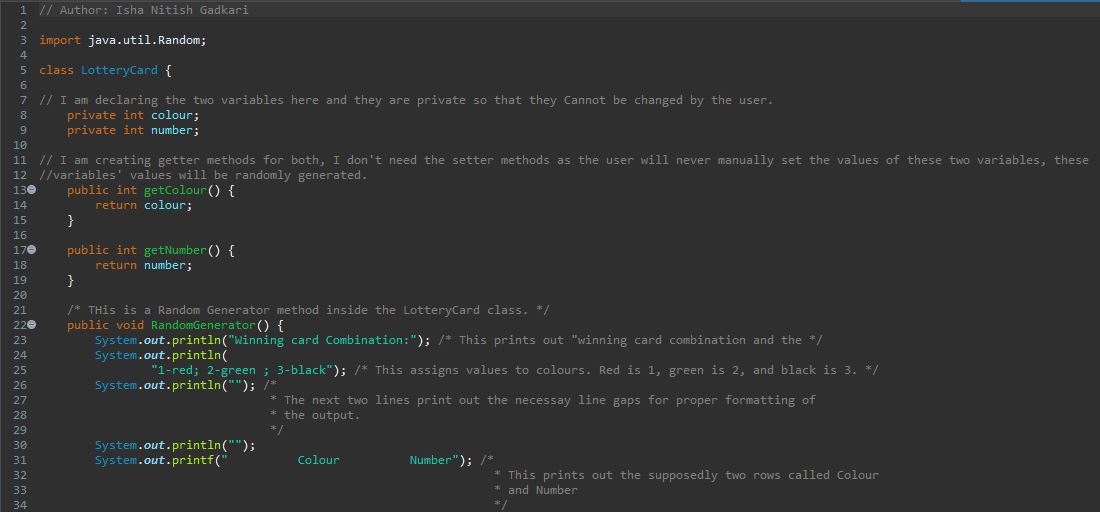 1 // Author: Isha Nitish Gadkari
2
3 import java.util.Random;
4
5 class LotteryCard {
6
7 // I am declaring the two variables here and they are private so that they Cannot be changed by the user.
8     private int colour;
9     private int number;
10
11 // I am creating getter methods for both, I don't need the setter methods as the user will never manually set the values of these two variables, these
12 //variables' values will be randomly generated.
13     public int getColour() {
14         return colour;
15     }
16
17     public int getNumber() {
18         return number;
19     }
20
21     /* THis is a Random Generator method inside the LotteryCard class. */
22     public void RandomGenerator() {
23         System.out.println("Winning card Combination:"); /* This prints out "winning card combination and the */
24         System.out.println(
25                 "1-red; 2-green ; 3-black"); /* This assigns values to colours. Red is 1, green is 2, and black is 3. */
26         System.out.println(""); /*
27                                  * The next two lines print out the necessay line gaps for proper formatting of
28                                  * the output.
29                                  */
30         System.out.println("");
31         System.out.printf("          Colour          Number"); /*
32                                                                 * This prints out the supposedly two rows called Colour
33                                                                 * and Number
34                                                                 */